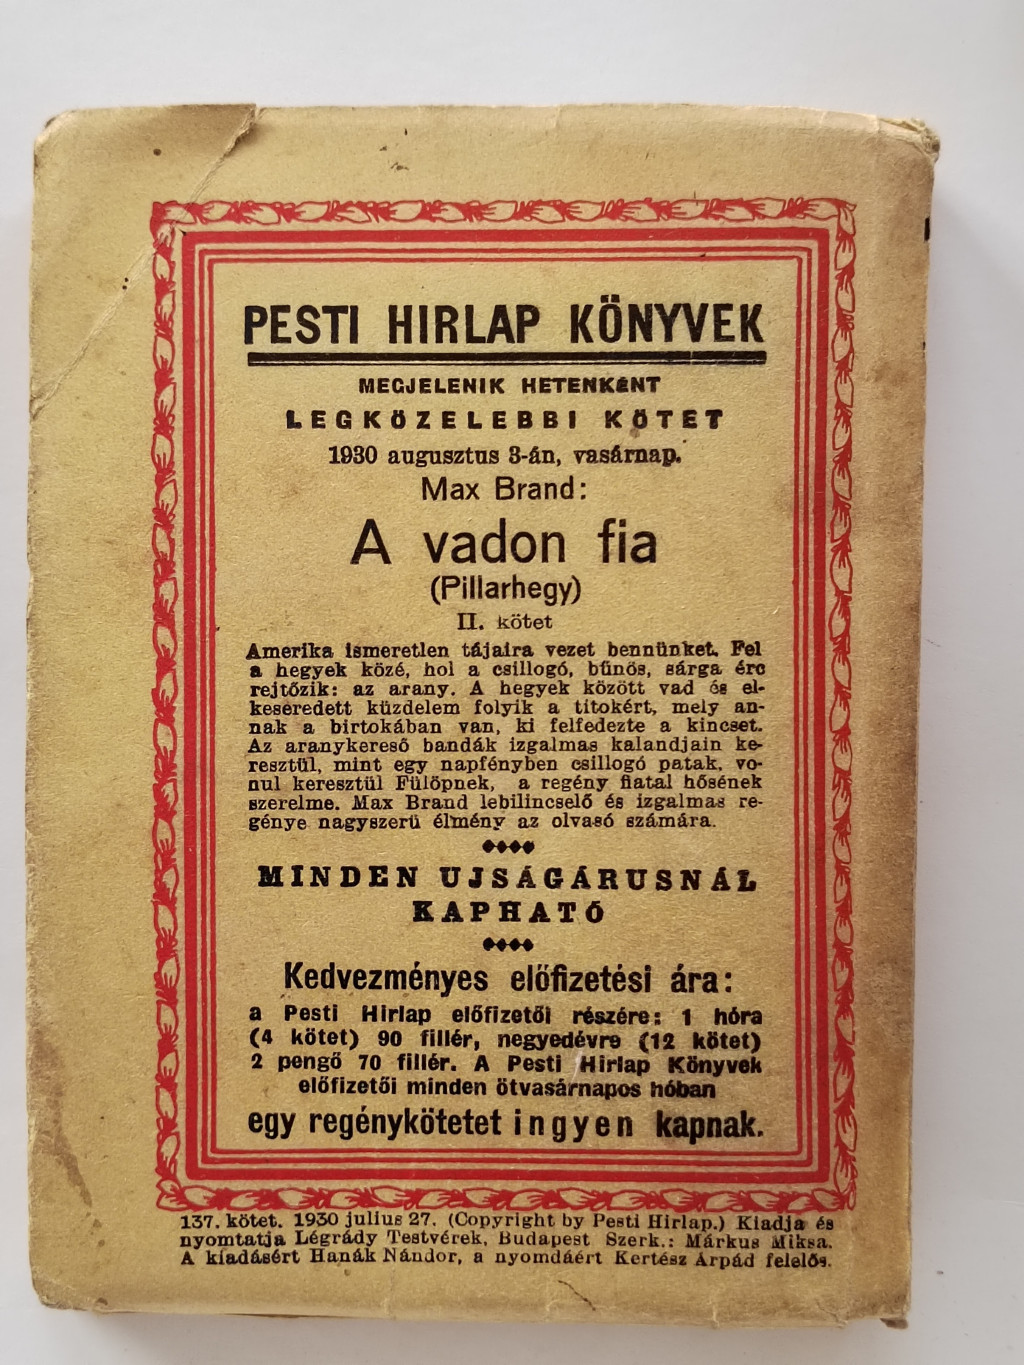 PESTI HIRLAP KÖNYVEK
MEGJELENIK HETENKÉNT
LEGKÖZELEBBI KÖTET
1930 augusztus 3-án, vasárnap.
Max Brand:
A vadon fia
(Pillarhegy)
II. kötet
Amerika ismeretlen tájaira vezet bennünket. Fel
a hegyek közé, hol a csillogó, bűnös, sárga érc
rejtőzik: az arany. A hegyek között vad és el-
keseredett küzdelem folyik a titokért, mely an-
nak a birtokában van, ki felfedezte a kincset.
Az aranykereső bandák izgalmas kalandjain ke-
resztül, mint egy napfényben csillogó patak, vo-
nul keresztül Fülöpnek, a regény fiatal hősének
szerelme. Max Brand lebilincselő és izgalmas re-
génye nagyszerű élmény az olvasó számára.
MINDEN UJSÁGÁRUSNÁL
KAPHATÓ
Kedvezményes előfizetési ára:
a Pesti Hirlap előfizetői részére: 1 hóra
(4 kötet) 90 fillér, negyedévre (12 kötet)
2 pengő 70 fillér. A Pesti Hirlap Könyvek
előfizetői minden ötvasárnapos hóban
egy regénykötetet ingyen kapnak.
137. kötet. 1930 julius 27. (Copyright by Pesti Hirlap.) Kiadja és
nyomtatja Légrády Testvérek, Budapest Szerk.: Márkus Miksa.
A kiadásért Hanák Nándor, a nyomdáért Kertész Árpád felelős.